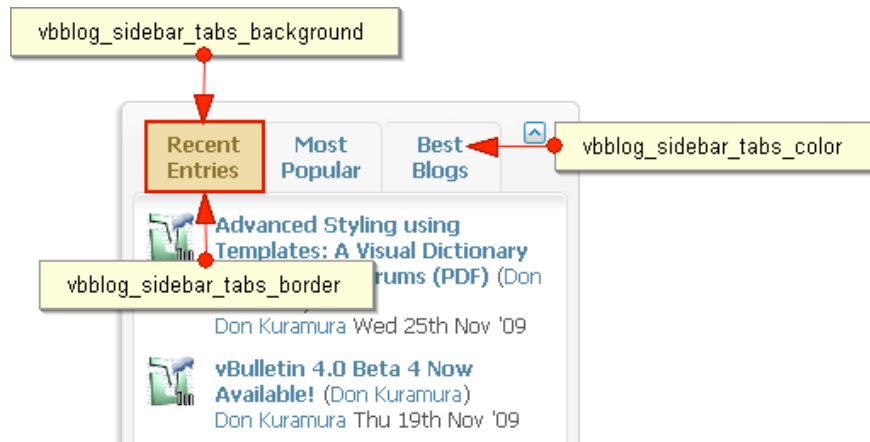 vbblog_sidebar_tabs_background
Recent
Entries
Most
Popular
Best
Blogs
vbblog_sidebar_tabs_color
Advanced Styling using
Templates: A Visual Dictionary
rums (PDF) (Don
vbblog_sidebar_tabs_border
Don Kuramura Wed 25th Nov '09
vBulletin 4.0 Beta 4 Now
Available! (Don Kuramura)
Don Kuramura Thu 19th Nov '09